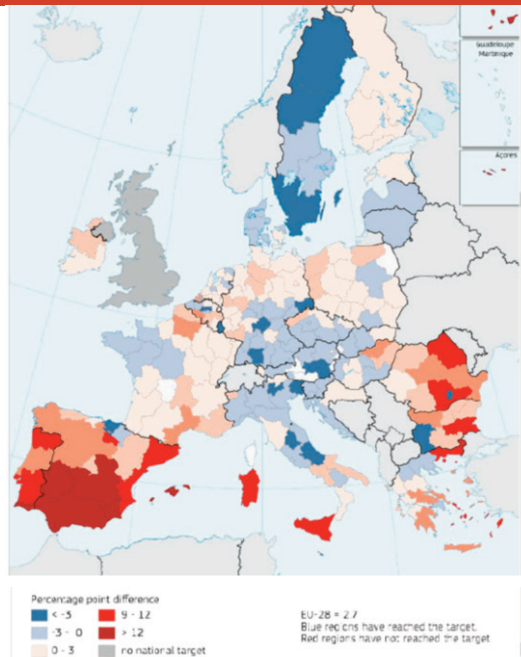 Guadeloupe
Martinique
Açores
Percentage point difference
< -3
-3 - 0
0 - 3
9 - 12
> 12
no national target
EU-28 = 2.7
Blue regions have reached the target.
Red regions have not reached the target